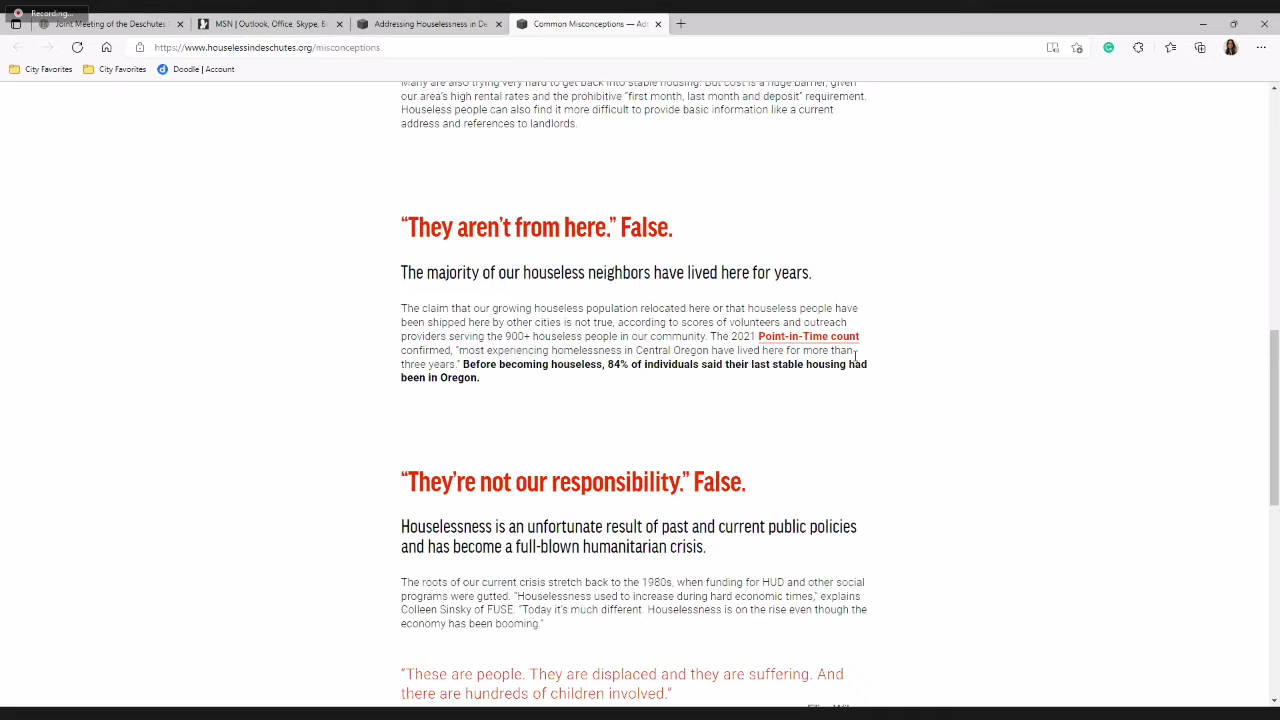 Recording...
Joint Meeting of the Deschutes
MSN | Outlook, Office, Skype, B
Addressing Houselessness in De
Common Misconceptions — Ad
https://www.houselessindeschutes.org/misconceptions
City Favorites
City Favorites
Doodle | Account
Many are also trying very hard to get back into stable housing. But cost is a huge barrier, given
our area's high rental rates and the prohibitive “first month, last month and deposit” requirement.
Houseless people can also find it more difficult to provide basic information like a current
address and references to landlords.
“They aren’t from here.” False.
The majority of our houseless neighbors have lived here for years.
The claim that our growing houseless population relocated here or that houseless people have
been shipped here by other cities is not true, according to scores of volunteers and outreach
providers serving the 900+ houseless people in our community. The 2021 Point-in-Time count
confirmed, “most experiencing homelessness in Central Oregon have lived here for more than
three years.” Before becoming houseless, 84% of individuals said their last stable housing had
been in Oregon.
“They’re not our responsibility.” False.
Houselessness is an unfortunate result of past and current public policies
and has become a full-blown humanitarian crisis.
The roots of our current crisis stretch back to the 1980s, when funding for HUD and other social
programs were gutted. “Houselessness used to increase during hard economic times,” explains
Colleen Sinsky of FUSE. “Today it’s much different. Houselessness is on the rise even though the
economy has been booming.”
“These are people. They are displaced and they are suffering. And
there are hundreds of children involved.”